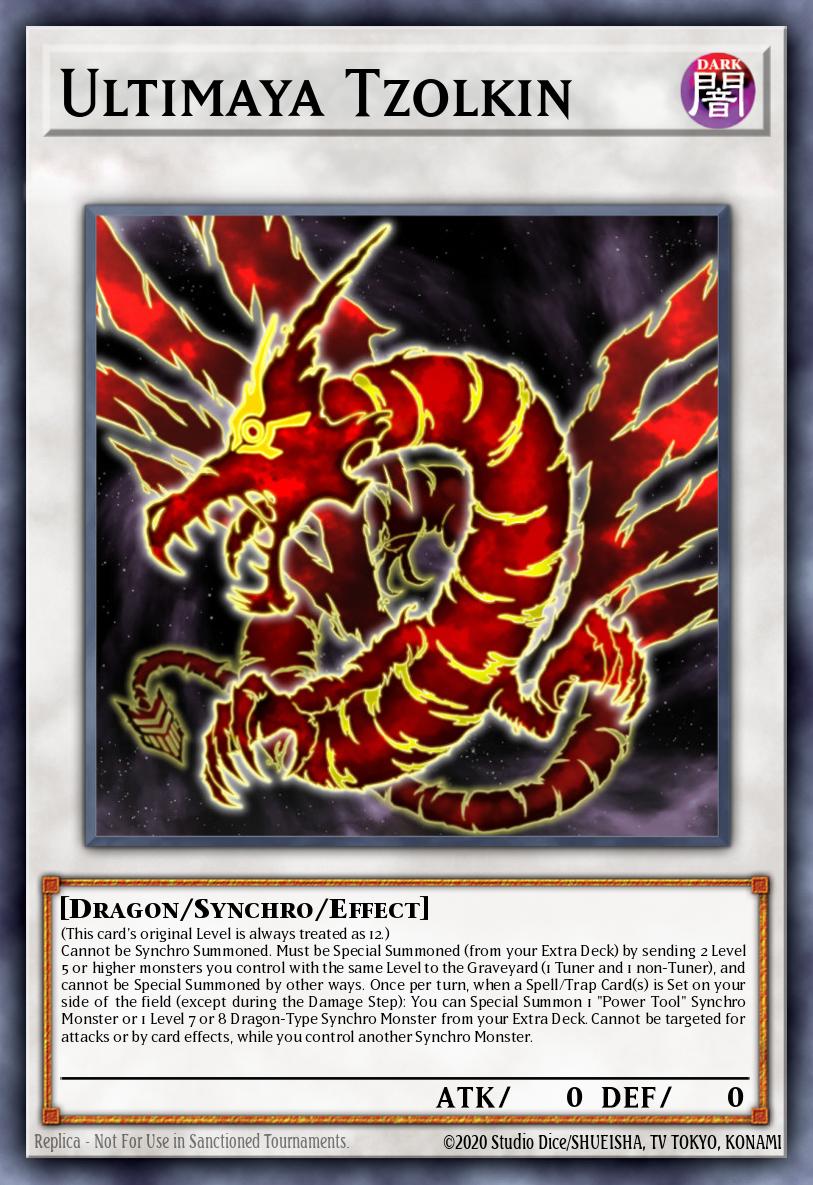 Ultimaya Tzolkin
DARK
闇
[Dragon/Synchro/Effect]
(This card's original Level is always treated as 12.)
Cannot be Synchro Summoned. Must be Special Summoned (from your Extra Deck) by sending 2 Level
5 or higher monsters you control with the same Level to the Graveyard (1 Tuner and 1 non-Tuner), and
cannot be Special Summoned by other ways. Once per turn, when a Spell/Trap Card(s) is Set on your
side of the field (except during the Damage Step): You can Special Summon 1 "Power Tool" Synchro
Monster or 1 Level 7 or 8 Dragon-Type Synchro Monster from your Extra Deck. Cannot be targeted for
attacks or by card effects, while you control another Synchro Monster.
ATK/ 0 DEF/ 0
Replica - Not For Use in Sanctioned Tournaments.
©2020 Studio Dice/SHUEISHA, TV TOKYO, KONAMI